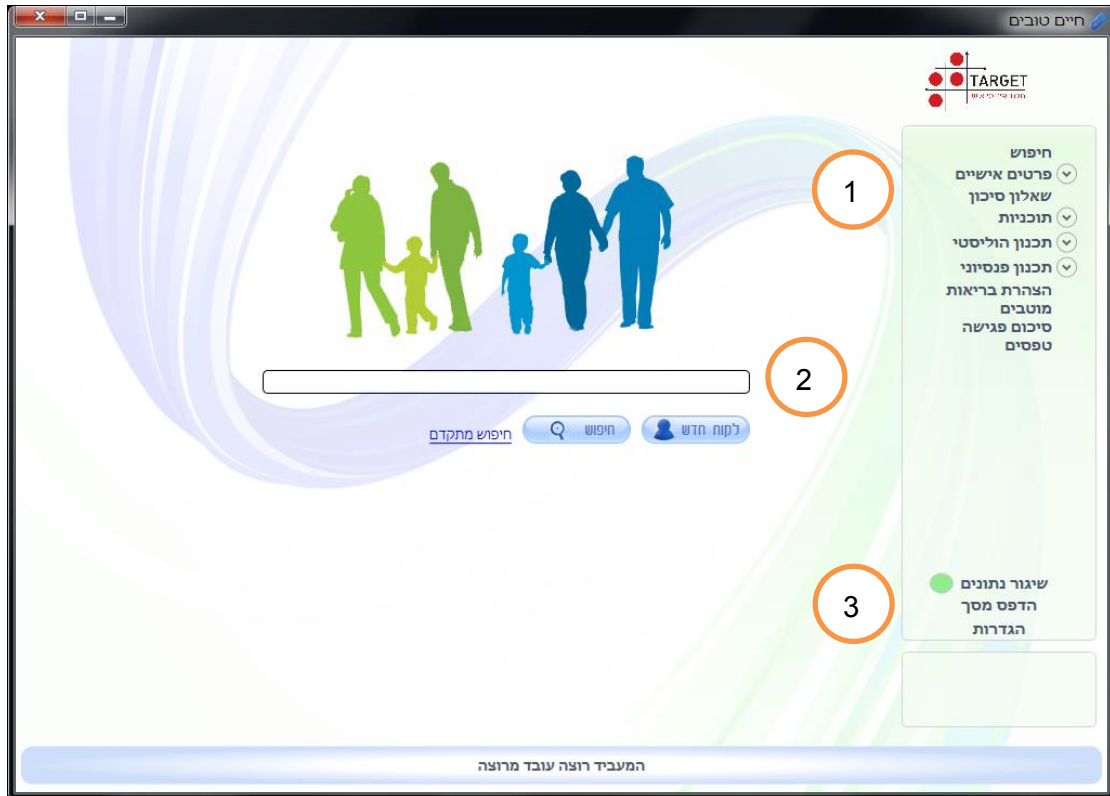 חיים טובים
TARGET
חיפוש
פרטים אישיים
שאלון סיכון
תוכניות
תכנון הוליסטי
תכנון פנסיוני
הצהרת בריאות
מוטבים
סיכום פגישה
טפסים
1
2
לקוח חדש
חיפוש
חיפוש מתקדם
שיגור נתונים
הדפס מסך
הגדרות
3
המעביד רוצה עובד מרוצה